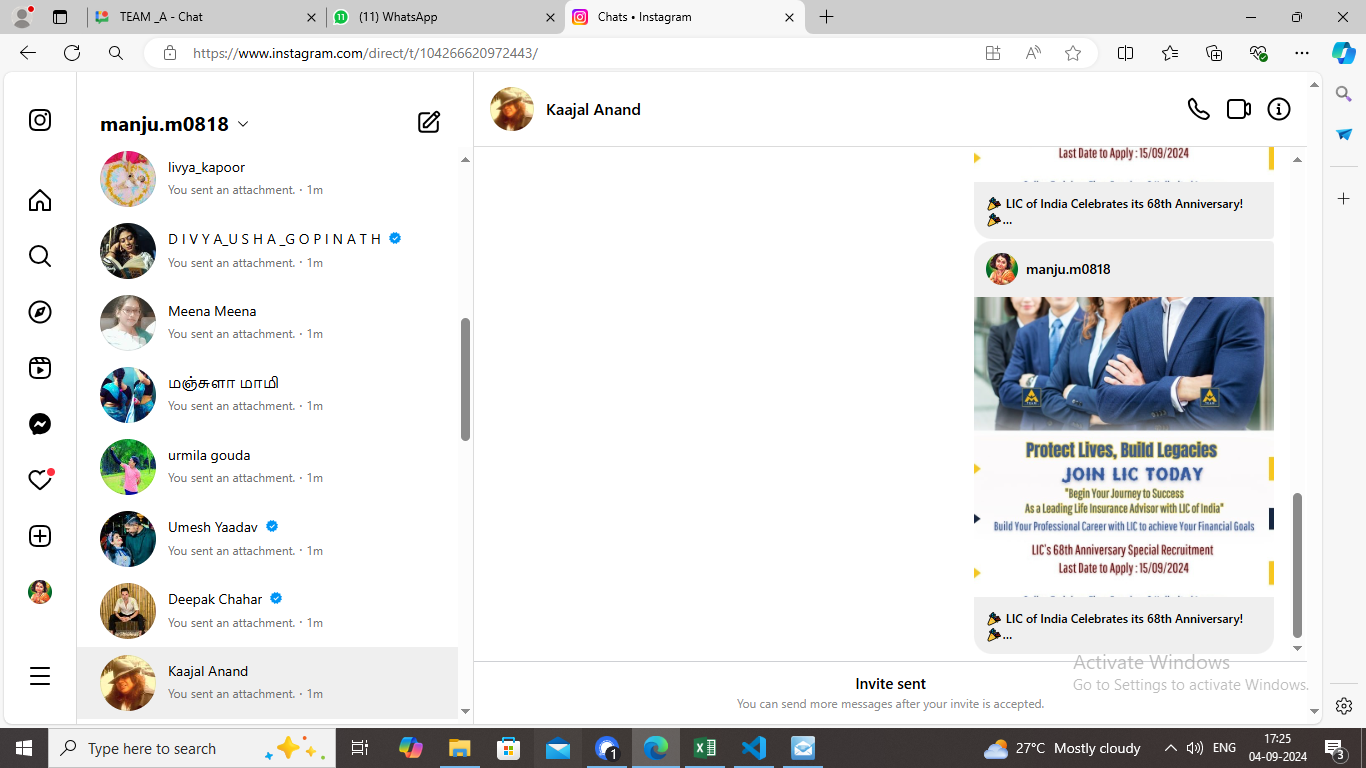 TEAM _A - Chat
(11) WhatsApp
Chats • Instagram
https://www.instagram.com/direct/t/104266620972443/
manju.m0818
livya_kapoor
You sent an attachment. · 1m
D I V Y A_U S H A _G O P I N A T H
You sent an attachment. · 1m
Meena Meena
You sent an attachment. · 1m
மஞ்சுளா மாமி
You sent an attachment. · 1m
urmila gouda
You sent an attachment. · 1m
Umesh Yaadav
You sent an attachment. · 1m
Deepak Chahar
You sent an attachment. · 1m
Kaajal Anand
You sent an attachment. · 1m
Kaajal Anand
Last Date to Apply : 15/09/2024
🎉 LIC of India Celebrates its 68th Anniversary!
🎉...
manju.m0818
Protect Lives, Build Legacies
JOIN LIC TODAY
"Begin Your Journey to Success
As a Leading Life Insurance Advisor with LIC of India"
Build Your Professional Career with LIC to achieve Your Financial Goals
LIC's 68th Anniversary Special Recruitment
Last Date to Apply : 15/09/2024
🎉 LIC of India Celebrates its 68th Anniversary!
🎉...
Invite sent
You can send more messages after your invite is accepted.
Activate Windows
Go to Settings to activate Windows.
Type here to search
1
27°C Mostly cloudy
ENG
17:25
04-09-2024
3